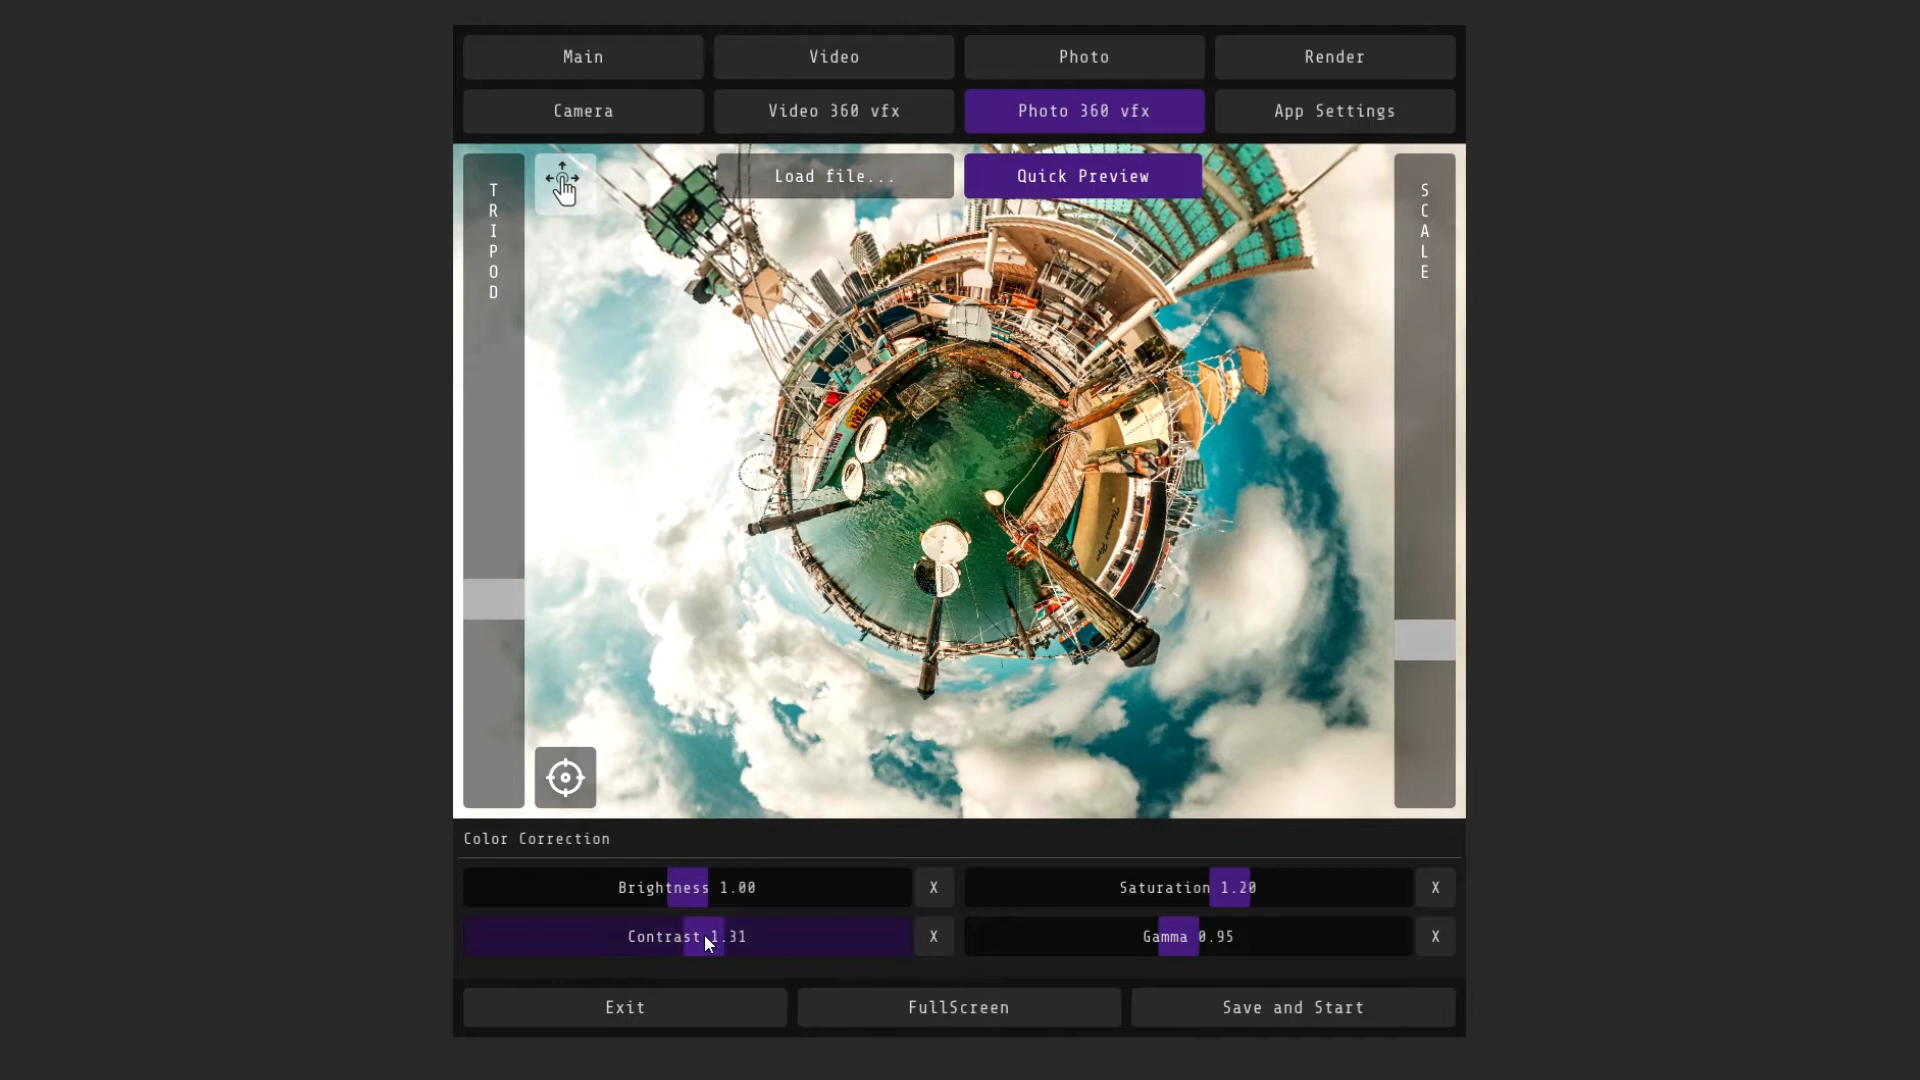 Main
Video
Photo
Render
Camera
Video 360 vfx
Photo 360 vfx
App Settings
TRIPOD
Load file...
Quick Preview
SCALE
Color Correction
Brightness 1.00
X
Saturation 1.20
X
Contrast 1.31
X
Gamma 0.95
X
Exit
FullScreen
Save and Start